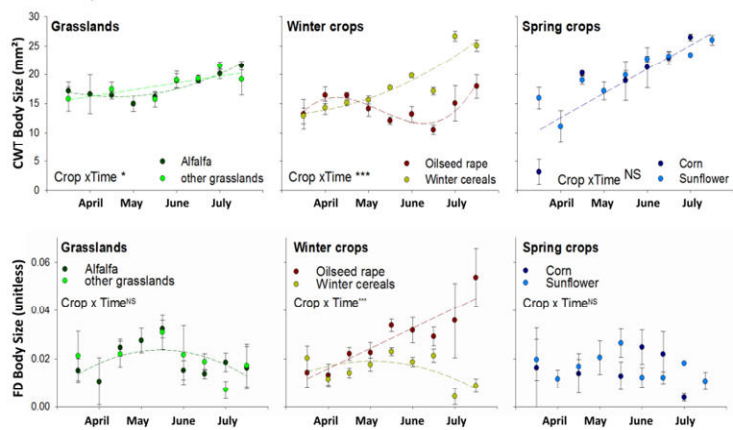 Grasslands
Winter crops
Spring crops
CWT Body Size (mm²)
30
25
20
15
10
5
0
Crop xTime *
Alfalfa
other grasslands
Crop xTime ***
Oilseed rape
Winter cereals
Crop xTime NS
Corn
Sunflower
April May June July
April May June July
April May June July
Grasslands
Winter crops
Spring crops
FD Body Size (unitless)
0.06
0.04
0.02
0.00
Alfalfa
other grasslands
Crop x Time NS
Oilseed rape
Winter cereals
Crop x Time ***
Corn
Sunflower
Crop x Time NS
April May June July
April May June July
April May June July